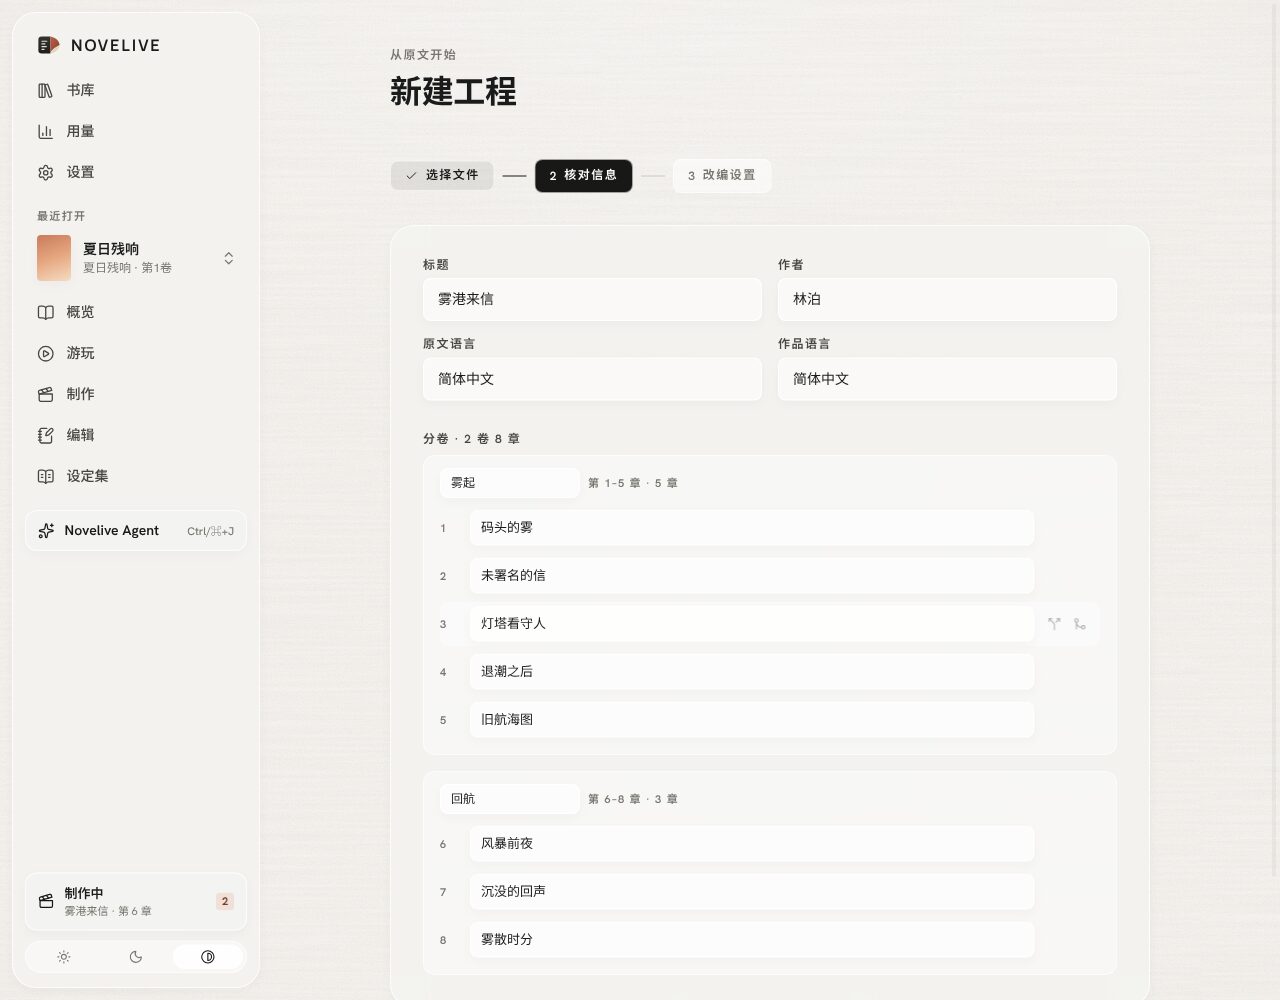 NOVELIVE
书库
用量
设置
最近打开
夏日残响
夏日残响 · 第1卷
概览
游玩
制作
编辑
设定集
Novelive Agent Ctrl/⌘+J
制作中
雾港来信 · 第 6 章
2
从原文开始
新建工程
选择文件
2 核对信息
3 改编设置
标题
雾港来信
作者
林泊
原文语言
简体中文
作品语言
简体中文
分卷 · 2 卷 8 章
雾起 第 1–5 章 · 5 章
1 码头的雾
2 未署名的信
3 灯塔看守人
4 退潮之后
5 旧航海图
回航 第 6–8 章 · 3 章
6 风暴前夜
7 沉没的回声
8 雾散时分